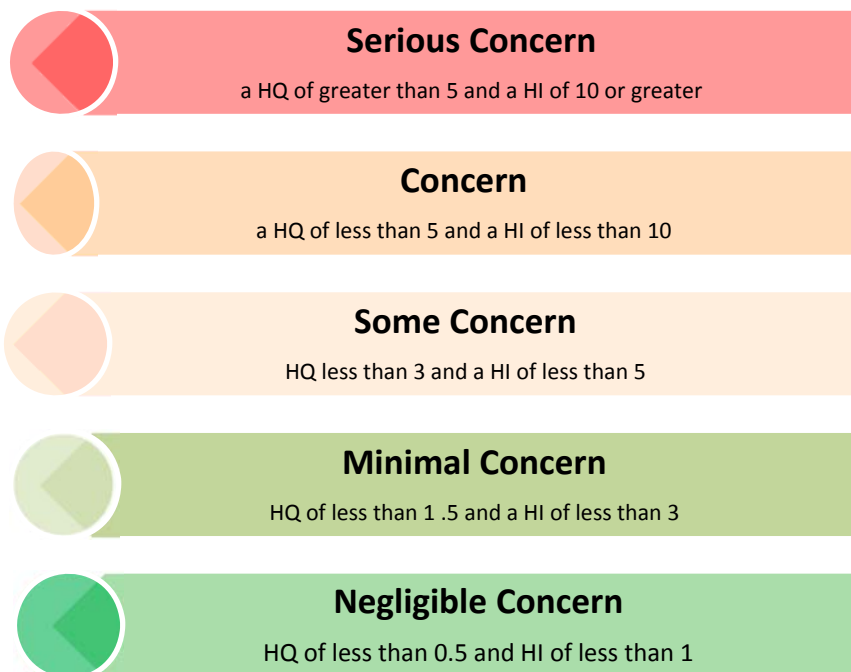 Serious Concern
a HQ of greater than 5 and a HI of 10 or greater
Concern
a HQ of less than 5 and a HI of less than 10
Some Concern
HQ less than 3 and a HI of less than 5
Minimal Concern
HQ of less than 1 .5 and a HI of less than 3
Negligible Concern
HQ of less than 0.5 and HI of less than 1